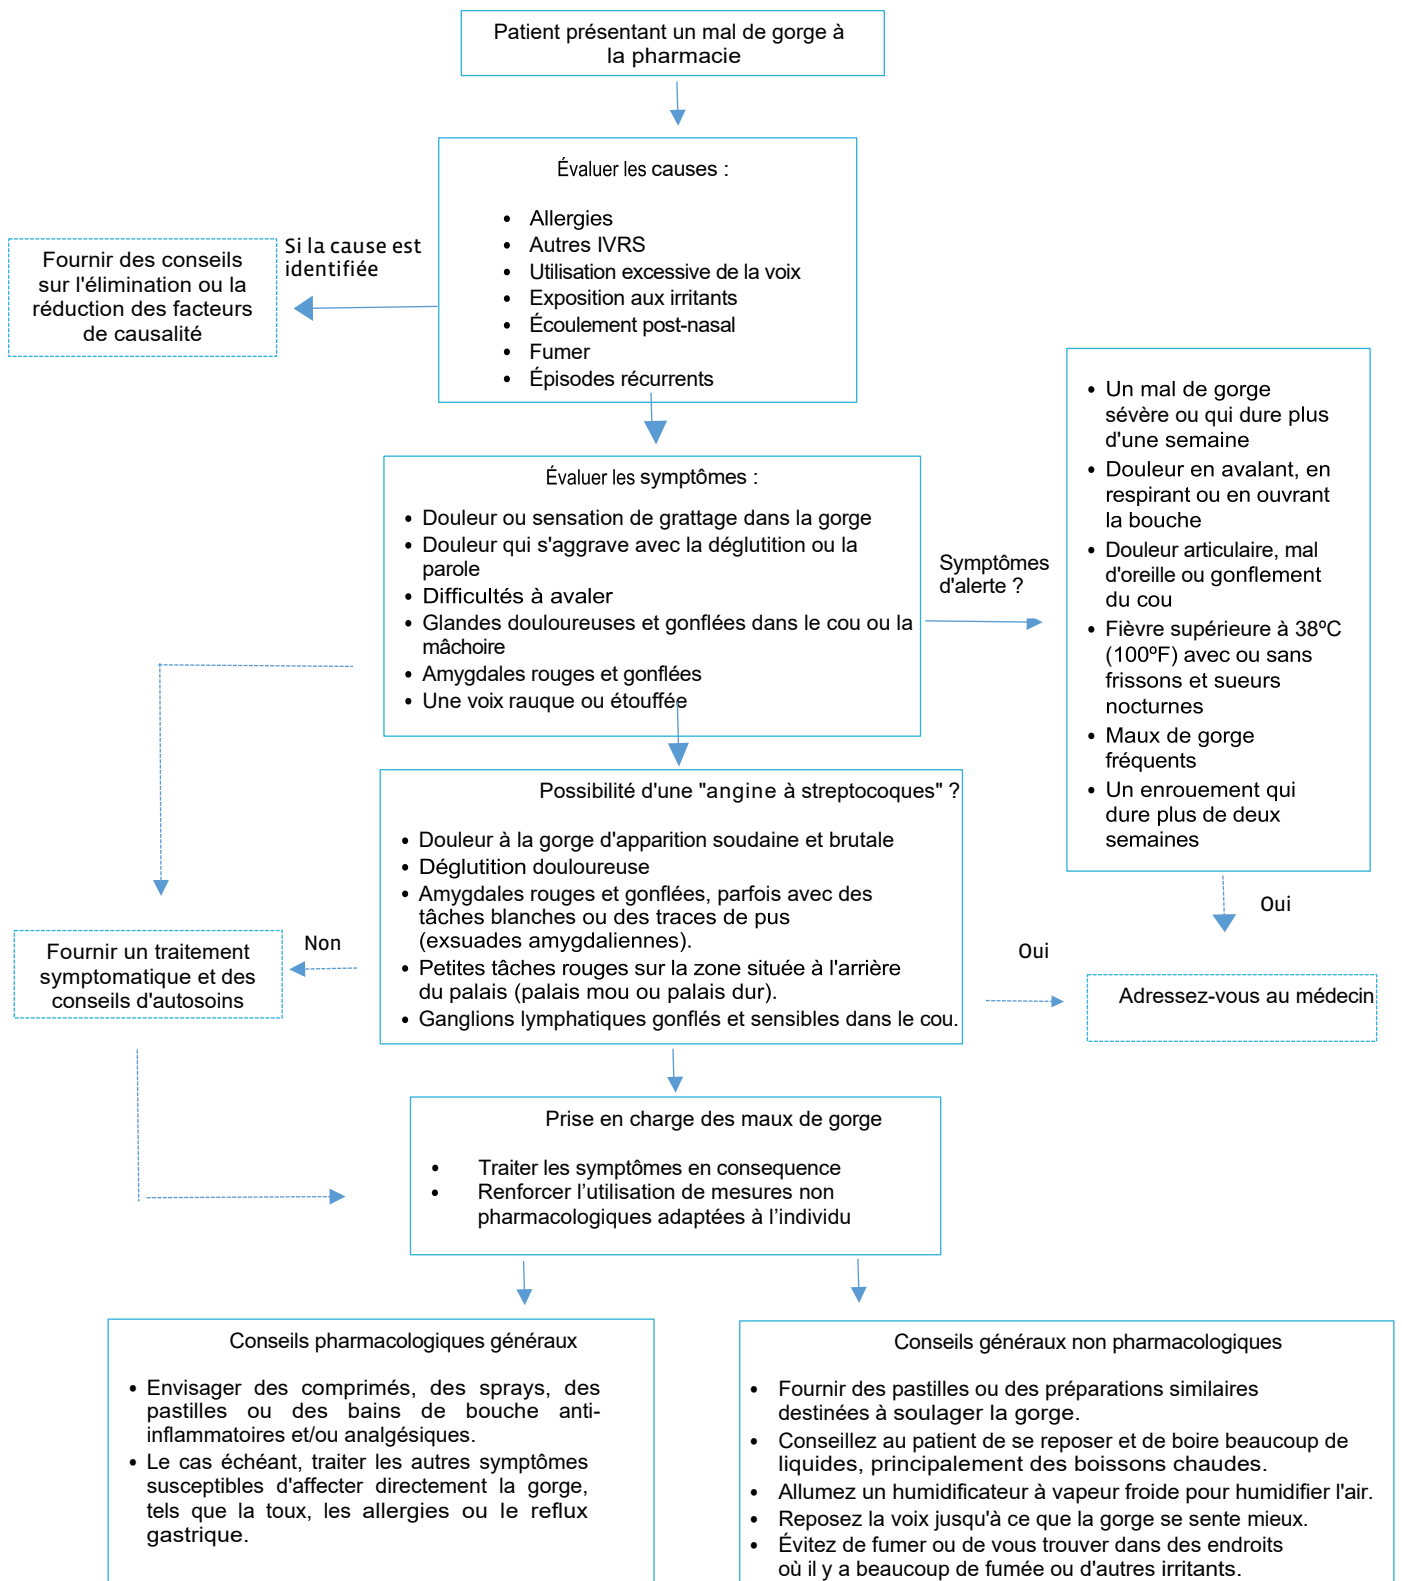 Patient présentant un mal de gorge à
la pharmacie
Évaluer les causes :
• Allergies
• Autres IVRS
• Utilisation excessive de la voix
• Exposition aux irritants
• Écoulement post-nasal
• Fumer
• Épisodes récurrents
Si la cause est
identifiée
Fournir des conseils
sur l'élimination ou la
réduction des facteurs
de causalité
Évaluer les symptômes :
• Douleur ou sensation de grattage dans la gorge
• Douleur qui s'aggrave avec la déglutition ou la
parole
• Difficultés à avaler
• Glandes douloureuses et gonflées dans le cou ou la
mâchoire
• Amygdales rouges et gonflées
• Une voix rauque ou étouffée
Symptômes
d'alerte ?
• Un mal de gorge
sévère ou qui dure plus
d'une semaine
• Douleur en avalant, en
respirant ou en ouvrant
la bouche
• Douleur articulaire, mal
d'oreille ou gonflement
du cou
• Fièvre supérieure à 38ºC
(100ºF) avec ou sans
frissons et sueurs
nocturnes
• Maux de gorge
fréquents
• Un enrouement qui
dure plus de deux
semaines
Oui
Possibilité d'une "angine à streptocoques" ?
• Douleur à la gorge d'apparition soudaine et brutale
• Déglutition douloureuse
• Amygdales rouges et gonflées, parfois avec des
tâches blanches ou des traces de pus
(exsuades amygdaliennes).
• Petites tâches rouges sur la zone située à l'arrière
du palais (palais mou ou palais dur).
• Ganglions lymphatiques gonflés et sensibles dans le cou.
Non
Fournir un traitement
symptomatique et des
conseils d'autosoins
Oui
Adressez-vous au médecin
Prise en charge des maux de gorge
• Traiter les symptômes en consequence
• Renforcer l’utilisation de mesures non
pharmacologiques adaptées à l’individu
Conseils pharmacologiques généraux
• Envisager des comprimés, des sprays, des
pastilles ou des bains de bouche anti-
inflammatoires et/ou analgésiques.
• Le cas échéant, traiter les autres symptômes
susceptibles d'affecter directement la gorge,
tels que la toux, les allergies ou le reflux
gastrique.
Conseils généraux non pharmacologiques
• Fournir des pastilles ou des préparations similaires
destinées à soulager la gorge.
• Conseillez au patient de se reposer et de boire beaucoup de
liquides, principalement des boissons chaudes.
• Allumez un humidificateur à vapeur froide pour humidifier l'air.
• Reposez la voix jusqu'à ce que la gorge se sente mieux.
• Évitez de fumer ou de vous trouver dans des endroits
où il y a beaucoup de fumée ou d'autres irritants.